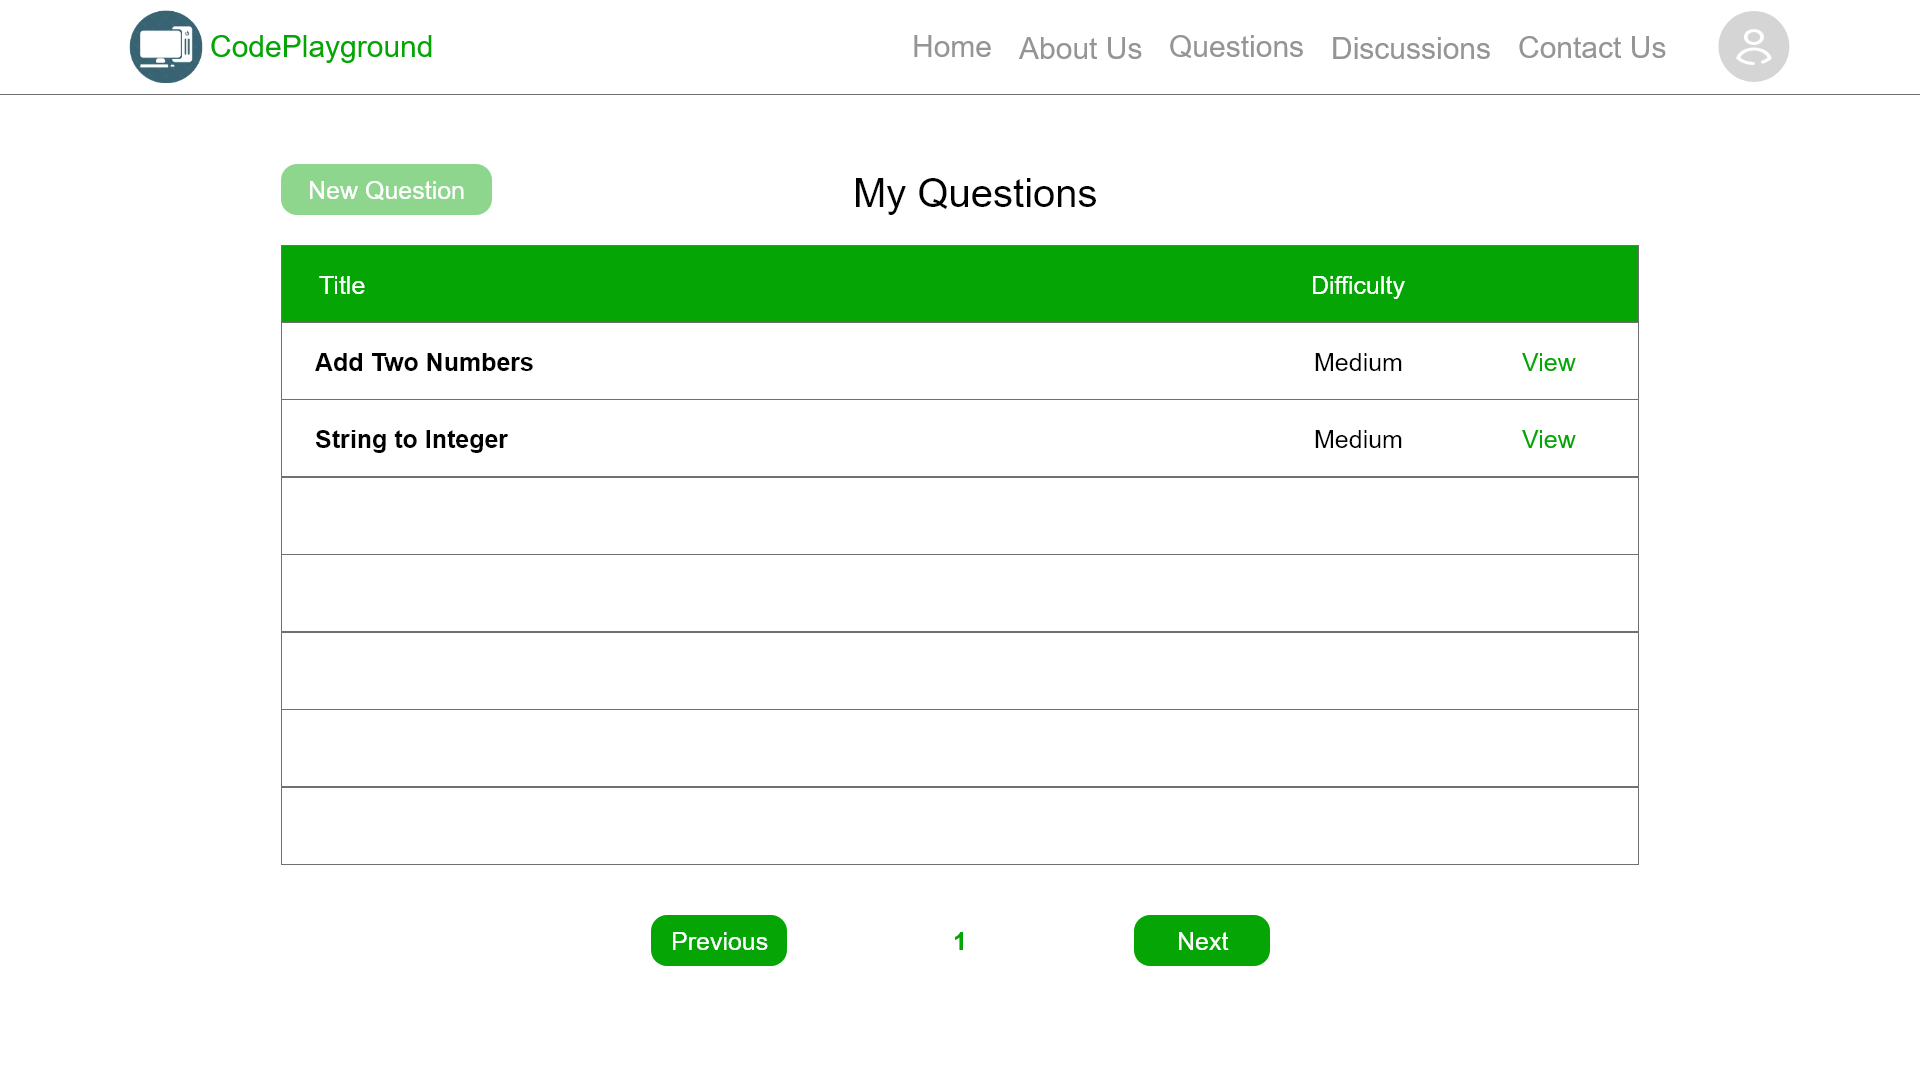 CodePlayground Home About Us Questions Discussions Contact Us
New Question My Questions
Title Difficulty
Add Two Numbers Medium View
String to Integer Medium View
Previous 1 Next